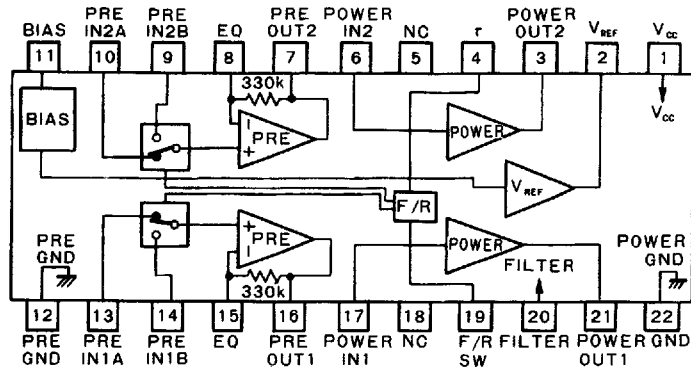 BIAS PRE IN2A PRE IN2B EQ PRE OUT2 POWER IN2 NC τ POWER OUT2 VREF VCC
11 10 9 8 7 6 5 4 3 2 1
330k
VCC
BIAS
− PRE +
POWER
VREF
F/R
+ PRE −
POWER
PRE GND
330k
FILTER
POWER GND
12 13 14 15 16 17 18 19 20 21 22
PRE GND PRE IN1A PRE IN1B EQ PRE OUT1 POWER IN1 NC F/R SW FILTER POWER OUT1 GND